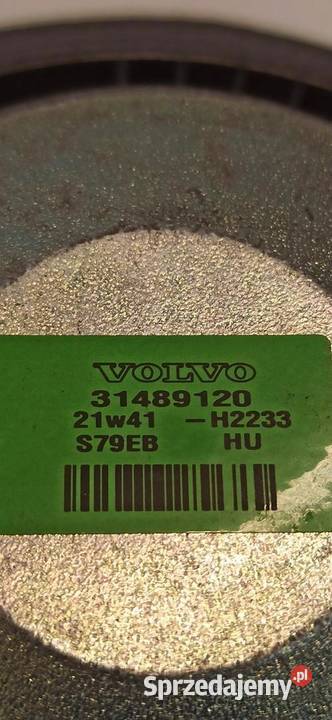 VOLVO
31489120
21w41 -H2233
S79EB HU
Sprzedajemy.pl